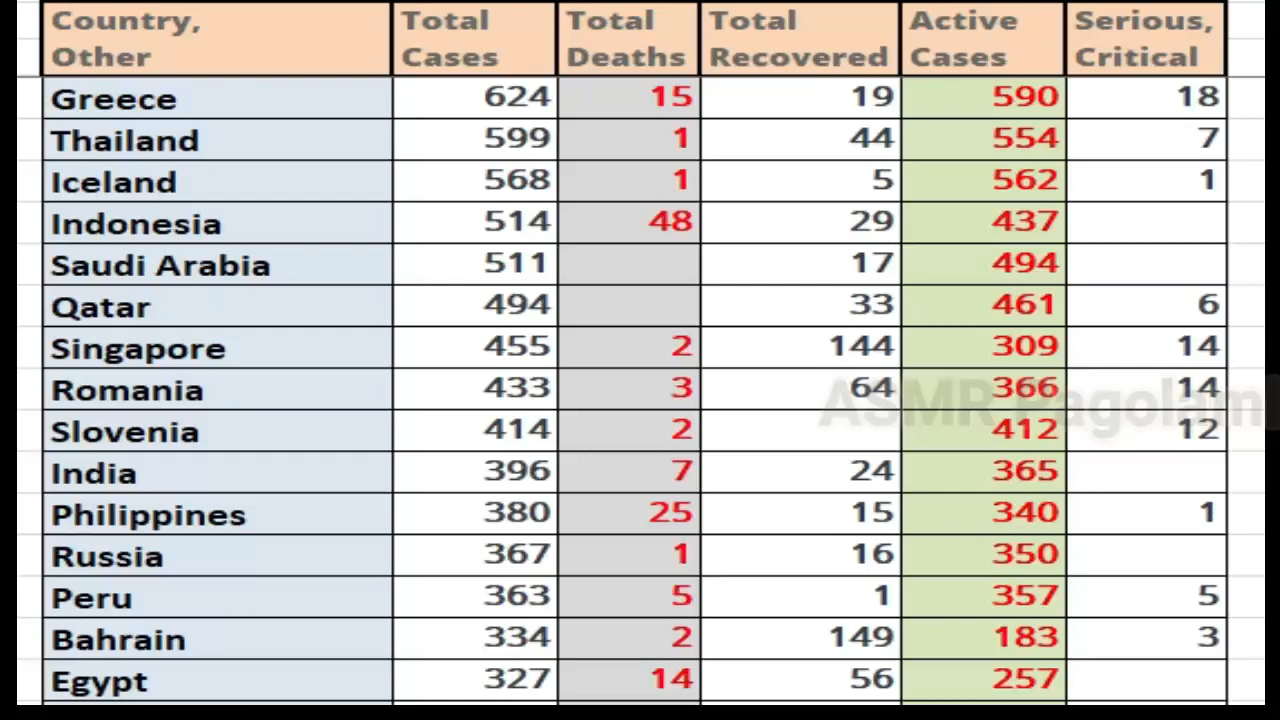 Country, Other Total Cases Total Deaths Total Recovered Active Cases Serious, Critical
Greece 624 15 19 590 18
Thailand 599 1 44 554 7
Iceland 568 1 5 562 1
Indonesia 514 48 29 437
Saudi Arabia 511 17 494
Qatar 494 33 461 6
Singapore 455 2 144 309 14
Romania 433 3 64 366 14
ASMR Pagolam
Slovenia 414 2 412 12
India 396 7 24 365
Philippines 380 25 15 340 1
Russia 367 1 16 350
Peru 363 5 1 357 5
Bahrain 334 2 149 183 3
Egypt 327 14 56 257